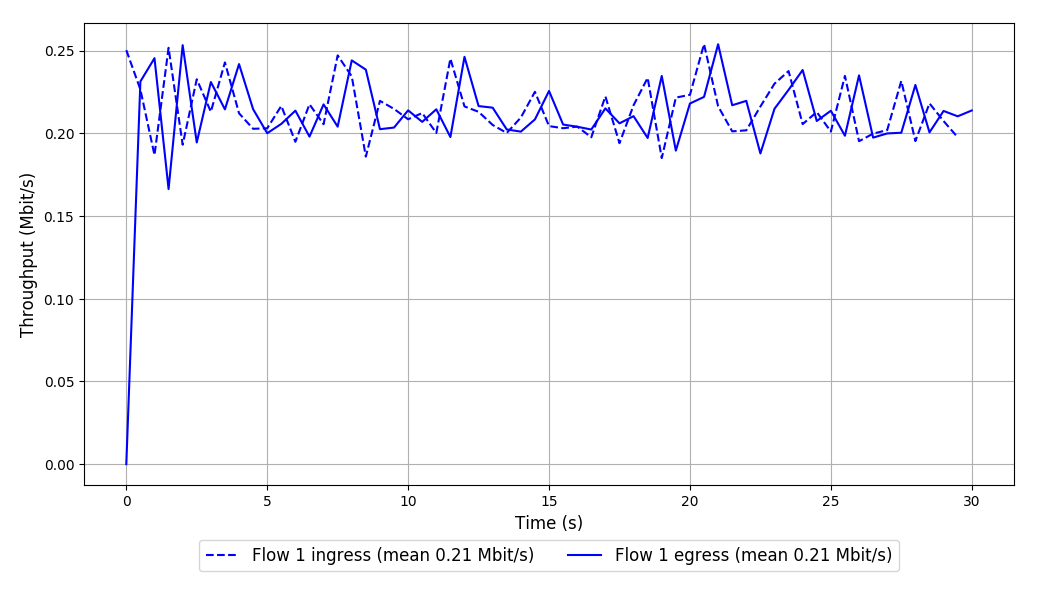 0.25
0.20
0.15
0.10
0.05
0.00
Throughput (Mbit/s)
0 5 10 15 20 25 30
Time (s)
Flow 1 ingress (mean 0.21 Mbit/s) Flow 1 egress (mean 0.21 Mbit/s)